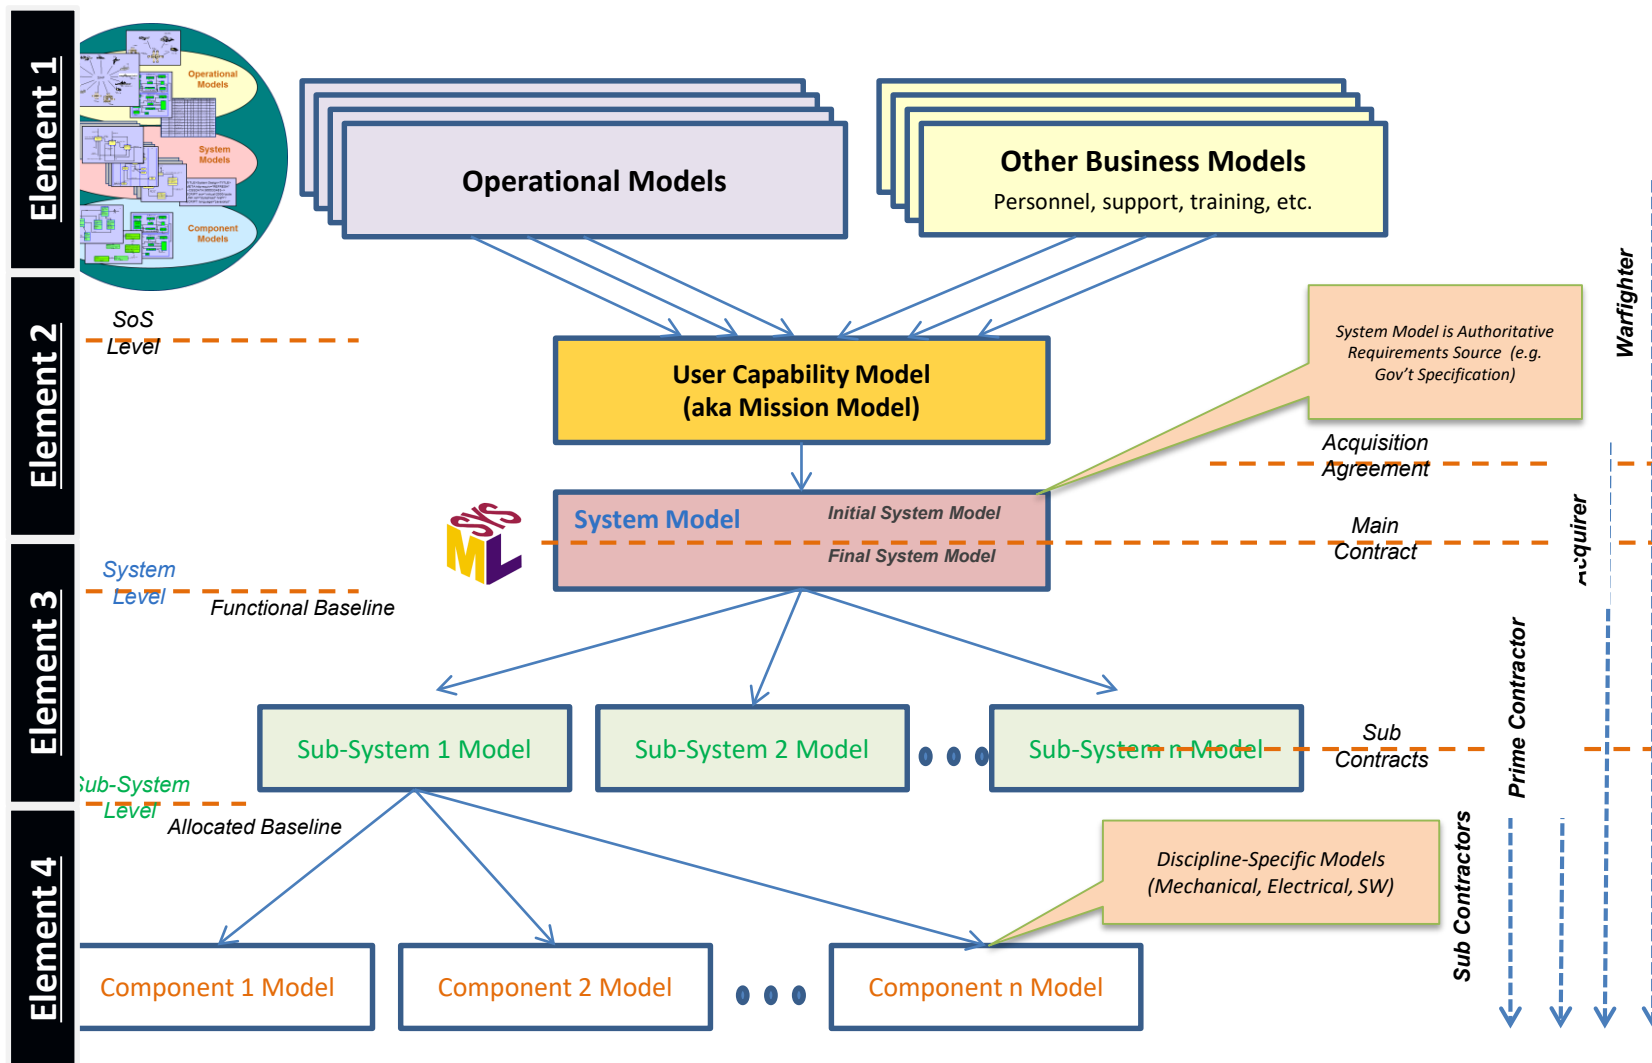 Element 1
Operational
Models
System
Models
Component
Models
Operational Models
Other Business Models
Personnel, support, training, etc.
Element 2
SoS
Level
User Capability Model
(aka Mission Model)
System Model is Authoritative
Requirements Source (e.g.
Gov't Specification)
Warfighter
Acquisition
Agreement
SYS
ML
System Model
Initial System Model
Final System Model
Main
Contract
Acquirer
Element 3
System
Level
Functional Baseline
Sub-System 1 Model
Sub-System 2 Model
Sub-System n Model
Sub
Contracts
Prime Contractor
Sub-System
Level
Allocated Baseline
Element 4
Discipline-Specific Models
(Mechanical, Electrical, SW)
Sub Contractors
Component 1 Model
Component 2 Model
Component n Model